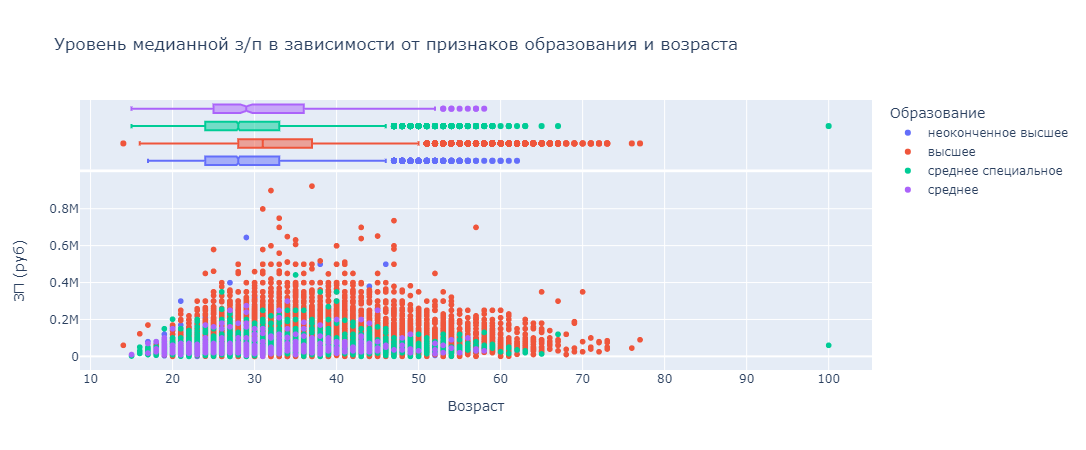 Уровень медианной з/п в зависимости от признаков образования и возраста
Образование
неоконченное высшее
высшее
среднее специальное
среднее
ЗП (руб)
0.8M
0.6M
0.4M
0.2M
0
10 20 30 40 50 60 70 80 90 100
Возраст